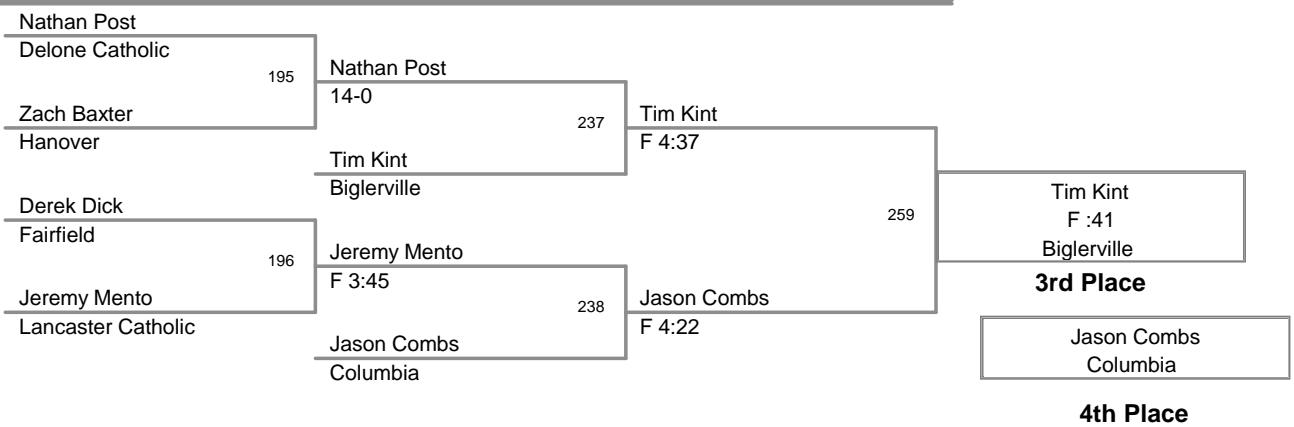 Nathan Post
Delone Catholic
195
Zach Baxter
Hanover
Derek Dick
Fairfield
196
Jeremy Mento
Lancaster Catholic
Nathan Post
14-0
237
Tim Kint
Biglerville
Jeremy Mento
F 3:45
238
Jason Combs
Columbia
Tim Kint
F 4:37
259
Jason Combs
F 4:22
Tim Kint
F :41
Biglerville
3rd Place
Jason Combs
Columbia
4th Place